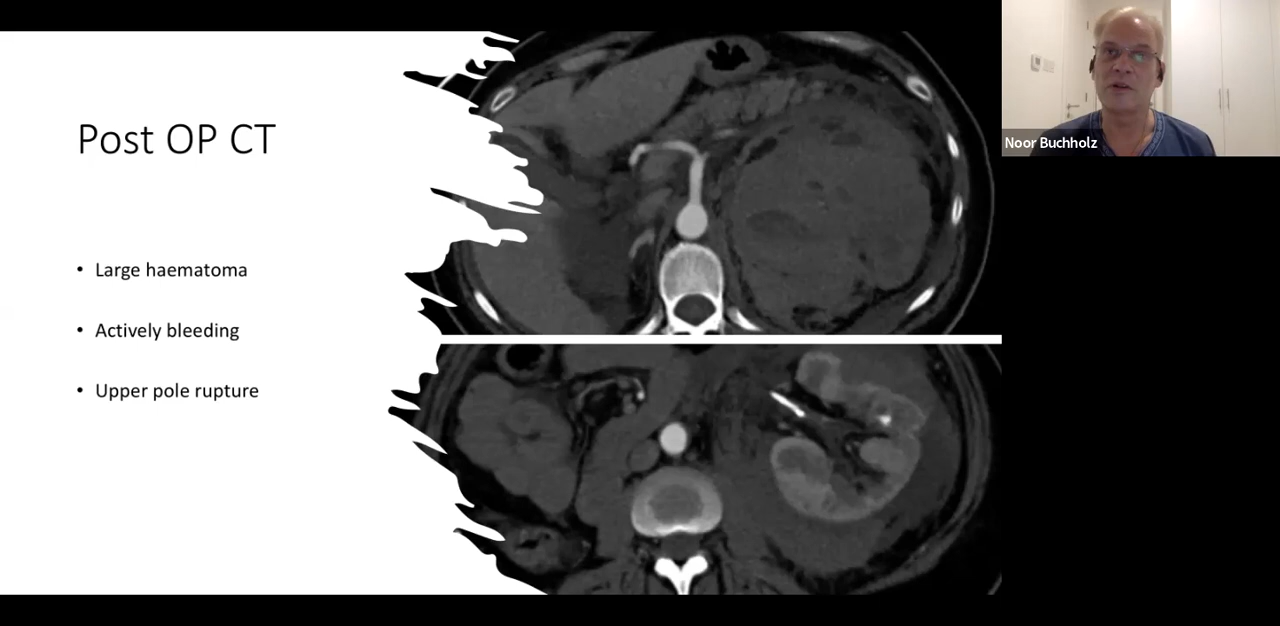 Post OP CT
• Large haematoma
• Actively bleeding
• Upper pole rupture
Noor Buchholz